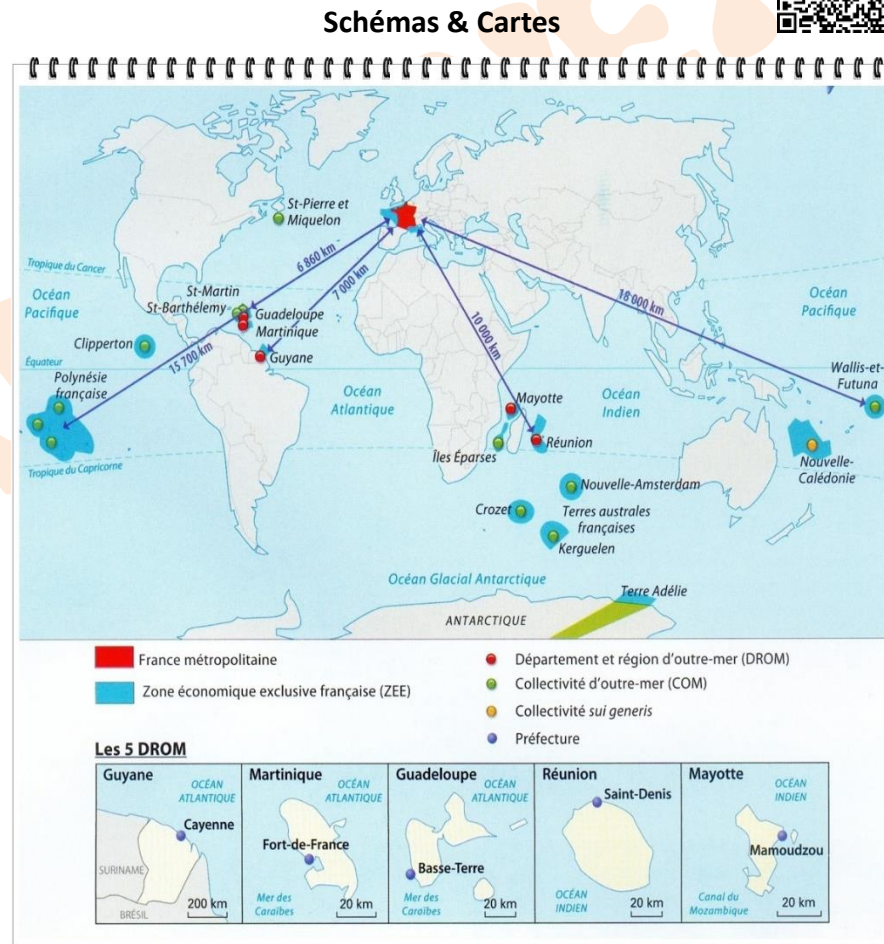 Schémas & Cartes
St-Pierre et
Miquelon
6 860 km
7 000 km
Tropique du Cancer
Océan
Pacifique
St-Martin
St-Barthélemy
Guadeloupe
Martinique
18 000 km
Océan
Pacifique
10 000 km
Clipperton
15 700 km
Guyane
Équateur
Polynésie
française
Océan
Atlantique
Mayotte
Océan
Indien
Wallis-et-
Futuna
Réunion
Îles Éparses
Tropique du Capricorne
Nouvelle-
Calédonie
Nouvelle-Amsterdam
Crozet
Terres australes
françaises
Kerguelen
Océan Glacial Antarctique
Terre Adélie
ANTARCTIQUE
France métropolitaine
Zone économique exclusive française (ZEE)
Département et région d'outre-mer (DROM)
Collectivité d'outre-mer (COM)
Collectivité sui generis
Préfecture
Les 5 DROM
Guyane
OCÉAN
ATLANTIQUE
Cayenne
SURINAME
BRÉSIL
200 km
Martinique
OCÉAN
ATLANTIQUE
Fort-de-France
Mer des
Caraïbes
20 km
Guadeloupe
OCÉAN
ATLANTIQUE
Basse-Terre
Mer des
Caraïbes
20 km
Réunion
Saint-Denis
OCÉAN
INDIEN
20 km
Mayotte
OCÉAN
INDIEN
Mamoudzou
Canal du
Mozambique
20 km